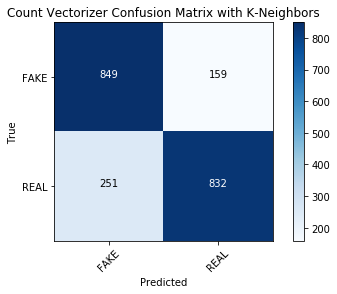 Count Vectorizer Confusion Matrix with K-Neighbors
True
FAKE
849
159
REAL
251
832
FAKE
REAL
Predicted
800
700
600
500
400
300
200